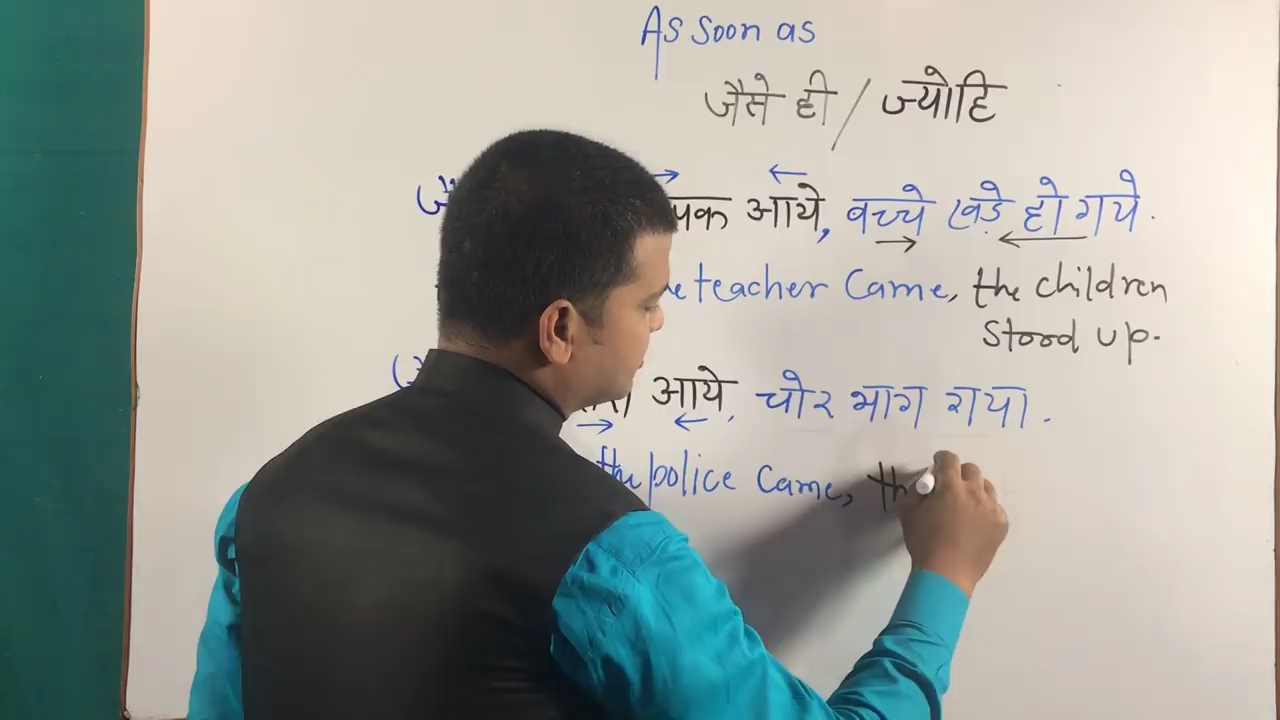 As soon as
जैसे ही / ज्योहि
आये, बच्चे खड़े हो गये.
teacher came, the children
stood up.
आये, चोर भाग गया.
the police came, th